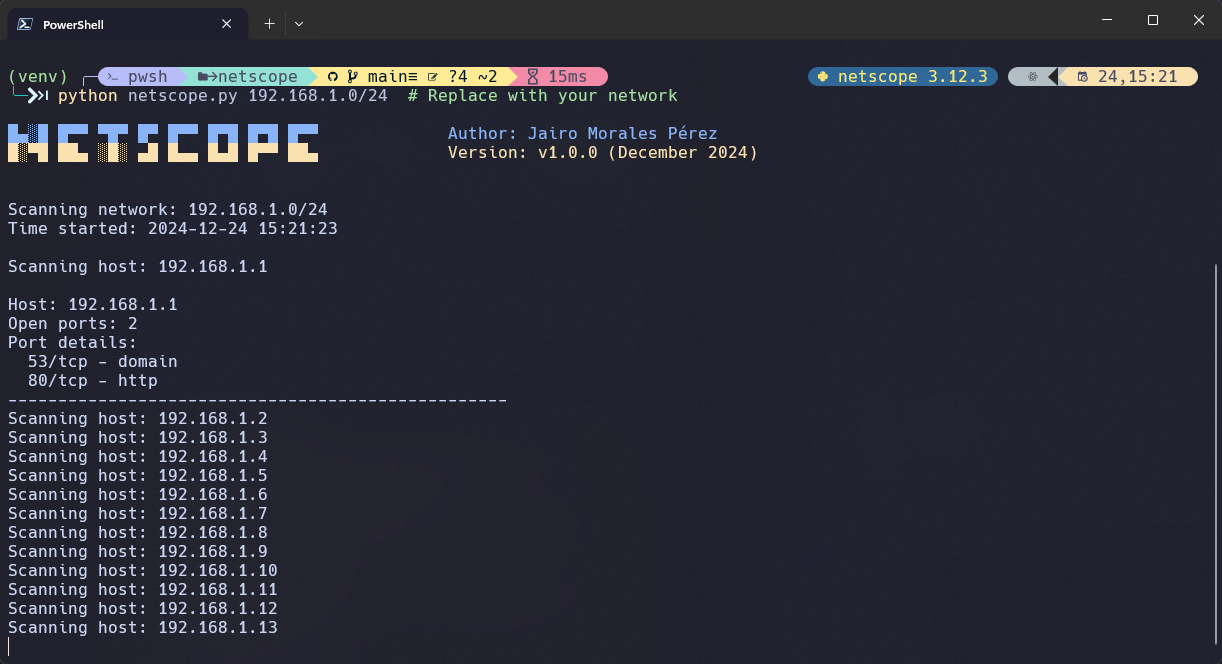 PowerShell
(venv) pwsh netscope main≡ ?4 ~2 15ms netscope 3.12.3 24,15:21
python netscope.py 192.168.1.0/24  # Replace with your network
NETSCOPE
Author: Jairo Morales Pérez
Version: v1.0.0 (December 2024)
Scanning network: 192.168.1.0/24
Time started: 2024-12-24 15:21:23
Scanning host: 192.168.1.1
Host: 192.168.1.1
Open ports: 2
Port details:
53/tcp - domain
80/tcp - http
--------------------------------------------------
Scanning host: 192.168.1.2
Scanning host: 192.168.1.3
Scanning host: 192.168.1.4
Scanning host: 192.168.1.5
Scanning host: 192.168.1.6
Scanning host: 192.168.1.7
Scanning host: 192.168.1.8
Scanning host: 192.168.1.9
Scanning host: 192.168.1.10
Scanning host: 192.168.1.11
Scanning host: 192.168.1.12
Scanning host: 192.168.1.13